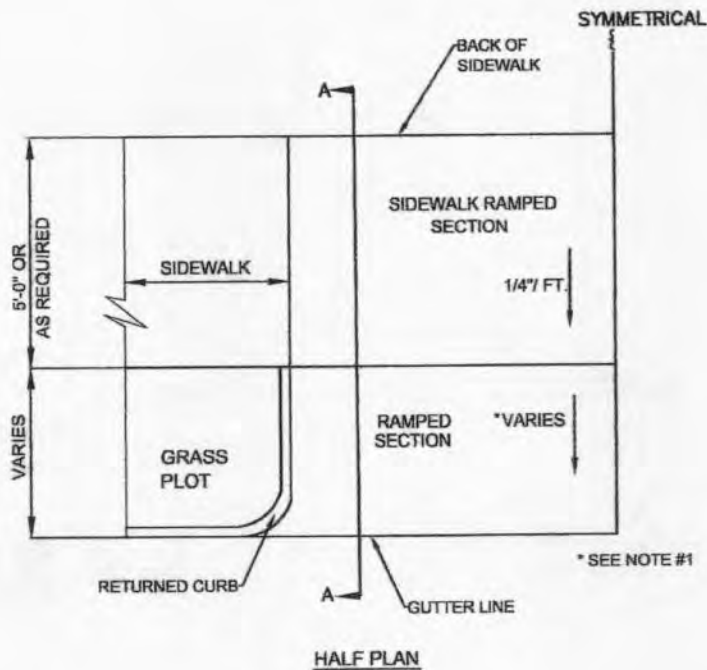 SYMMETRICAL
BACK OF
SIDEWALK
A
5'-0" OR
AS REQUIRED
SIDEWALK RAMPED
SECTION
SIDEWALK
1/4"/ FT.
VARIES
RAMPED
SECTION
*VARIES
GRASS
PLOT
* SEE NOTE #1
RETURNED CURB
A
GUTTER LINE
HALF PLAN